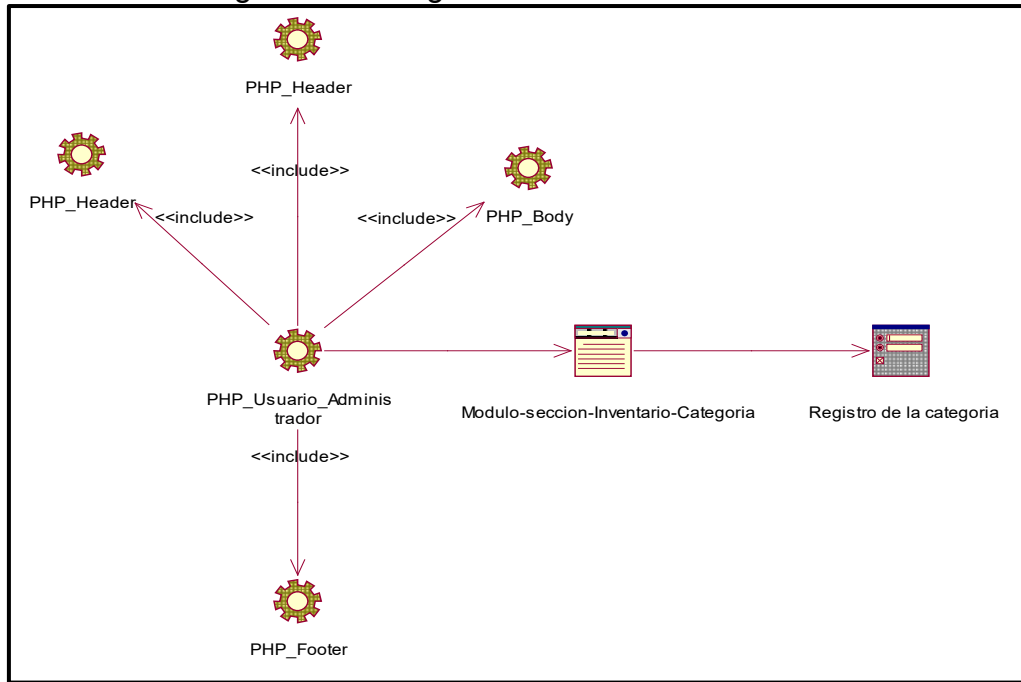 PHP_Header
<<include>>
PHP_Header
<<include>>
<<include>>
PHP_Body
PHP_Usuario_Adminis
trador
Modulo-seccion-Inventario-Categoria
Registro de la categoria
<<include>>
PHP_Footer